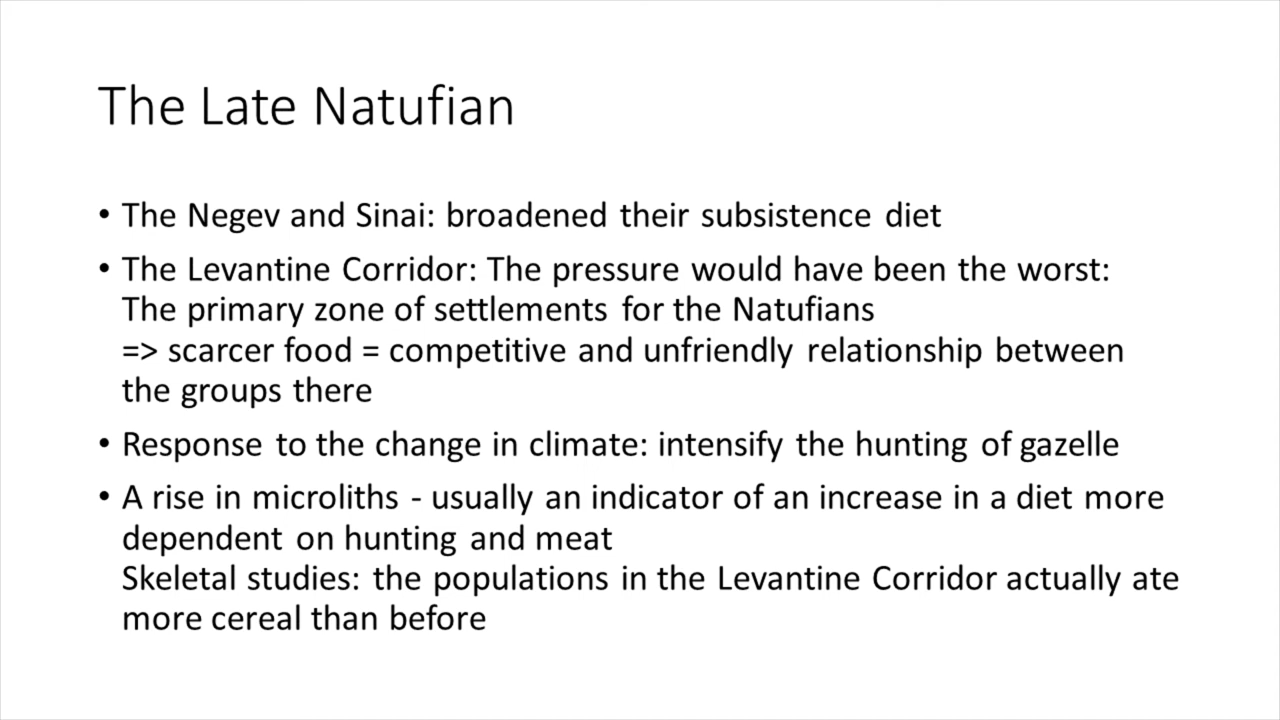 The Late Natufian
• The Negev and Sinai: broadened their subsistence diet
• The Levantine Corridor: The pressure would have been the worst:
The primary zone of settlements for the Natufians
=> scarcer food = competitive and unfriendly relationship between
the groups there
• Response to the change in climate: intensify the hunting of gazelle
• A rise in microliths - usually an indicator of an increase in a diet more
dependent on hunting and meat
Skeletal studies: the populations in the Levantine Corridor actually ate
more cereal than before